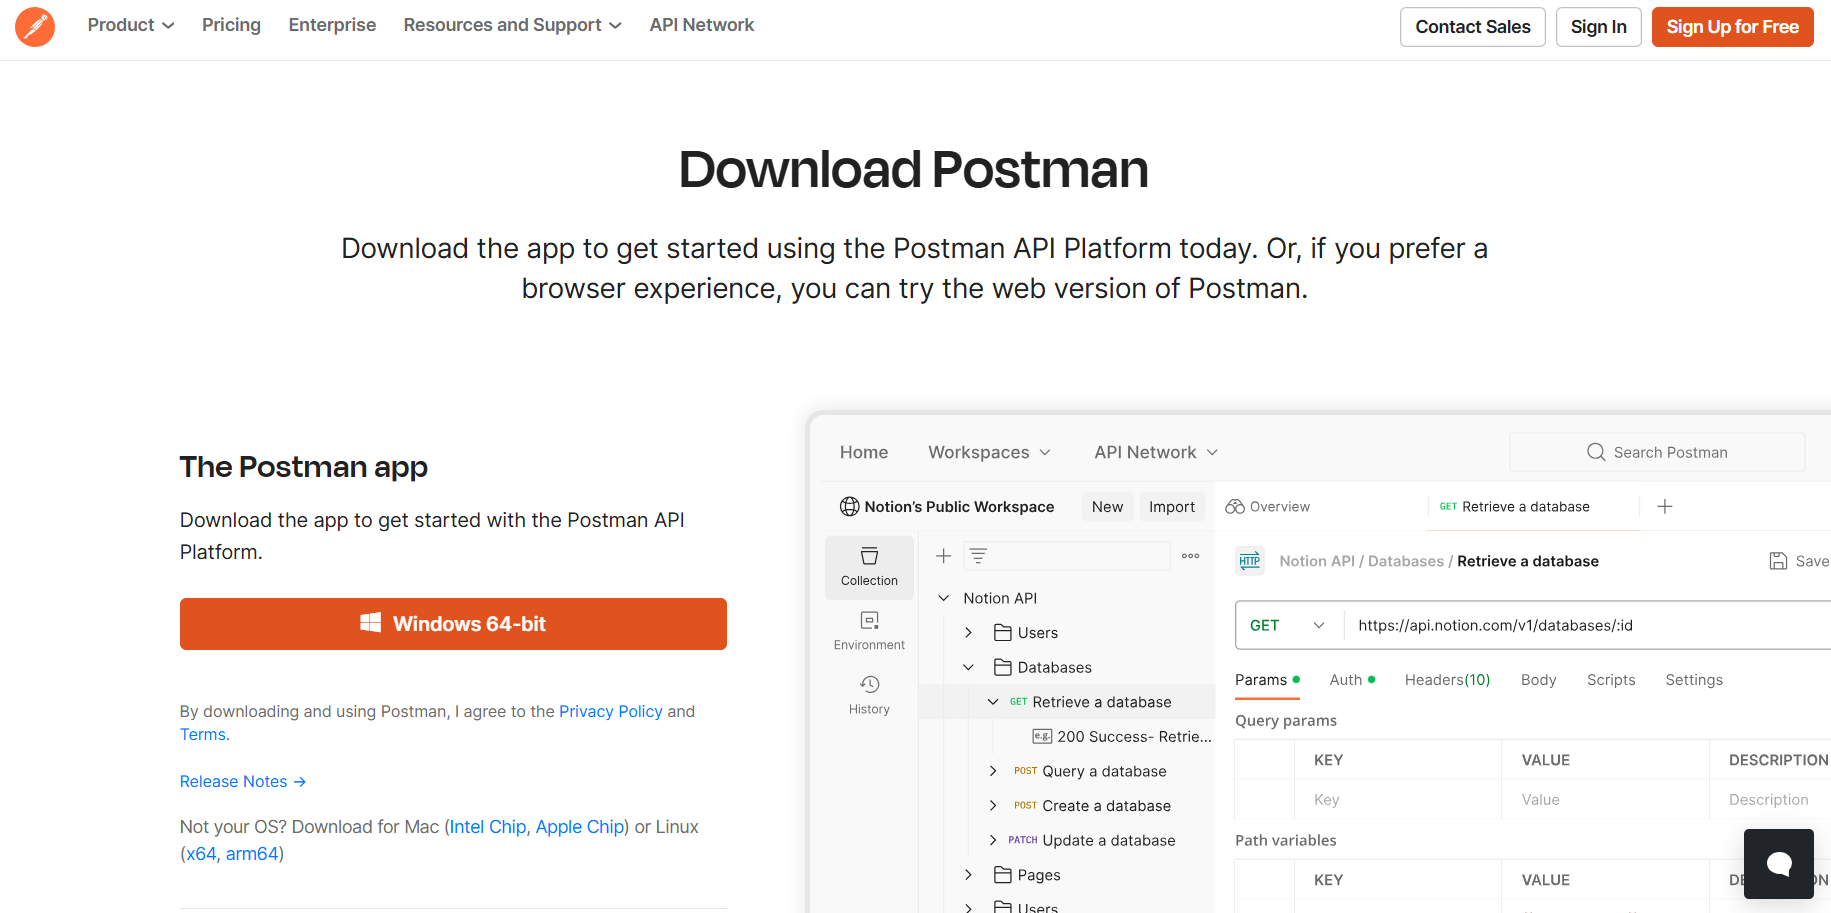 Product Pricing Enterprise Resources and Support API Network Contact Sales Sign In Sign Up for Free
Download Postman
Download the app to get started using the Postman API Platform today. Or, if you prefer a
browser experience, you can try the web version of Postman.
The Postman app
Download the app to get started with the Postman API
Platform.
Windows 64-bit
By downloading and using Postman, I agree to the Privacy Policy and
Terms.
Release Notes →
Not your OS? Download for Mac (Intel Chip, Apple Chip) or Linux
(x64, arm64)
Home Workspaces API Network Search Postman
Notion's Public Workspace New Import
Collection
Environment
History
Notion API
Users
Databases
GET Retrieve a database
e.g. 200 Success- Retrie...
POST Query a database
POST Create a database
PATCH Update a database
Pages
Users
Overview GET Retrieve a database
HTTP Notion API / Databases / Retrieve a database Save
GET https://api.notion.com/v1/databases/:id
Params Auth Headers(10) Body Scripts Settings
Query params
KEY VALUE DESCRIPTION
Key Value Description
Path variables
KEY VALUE